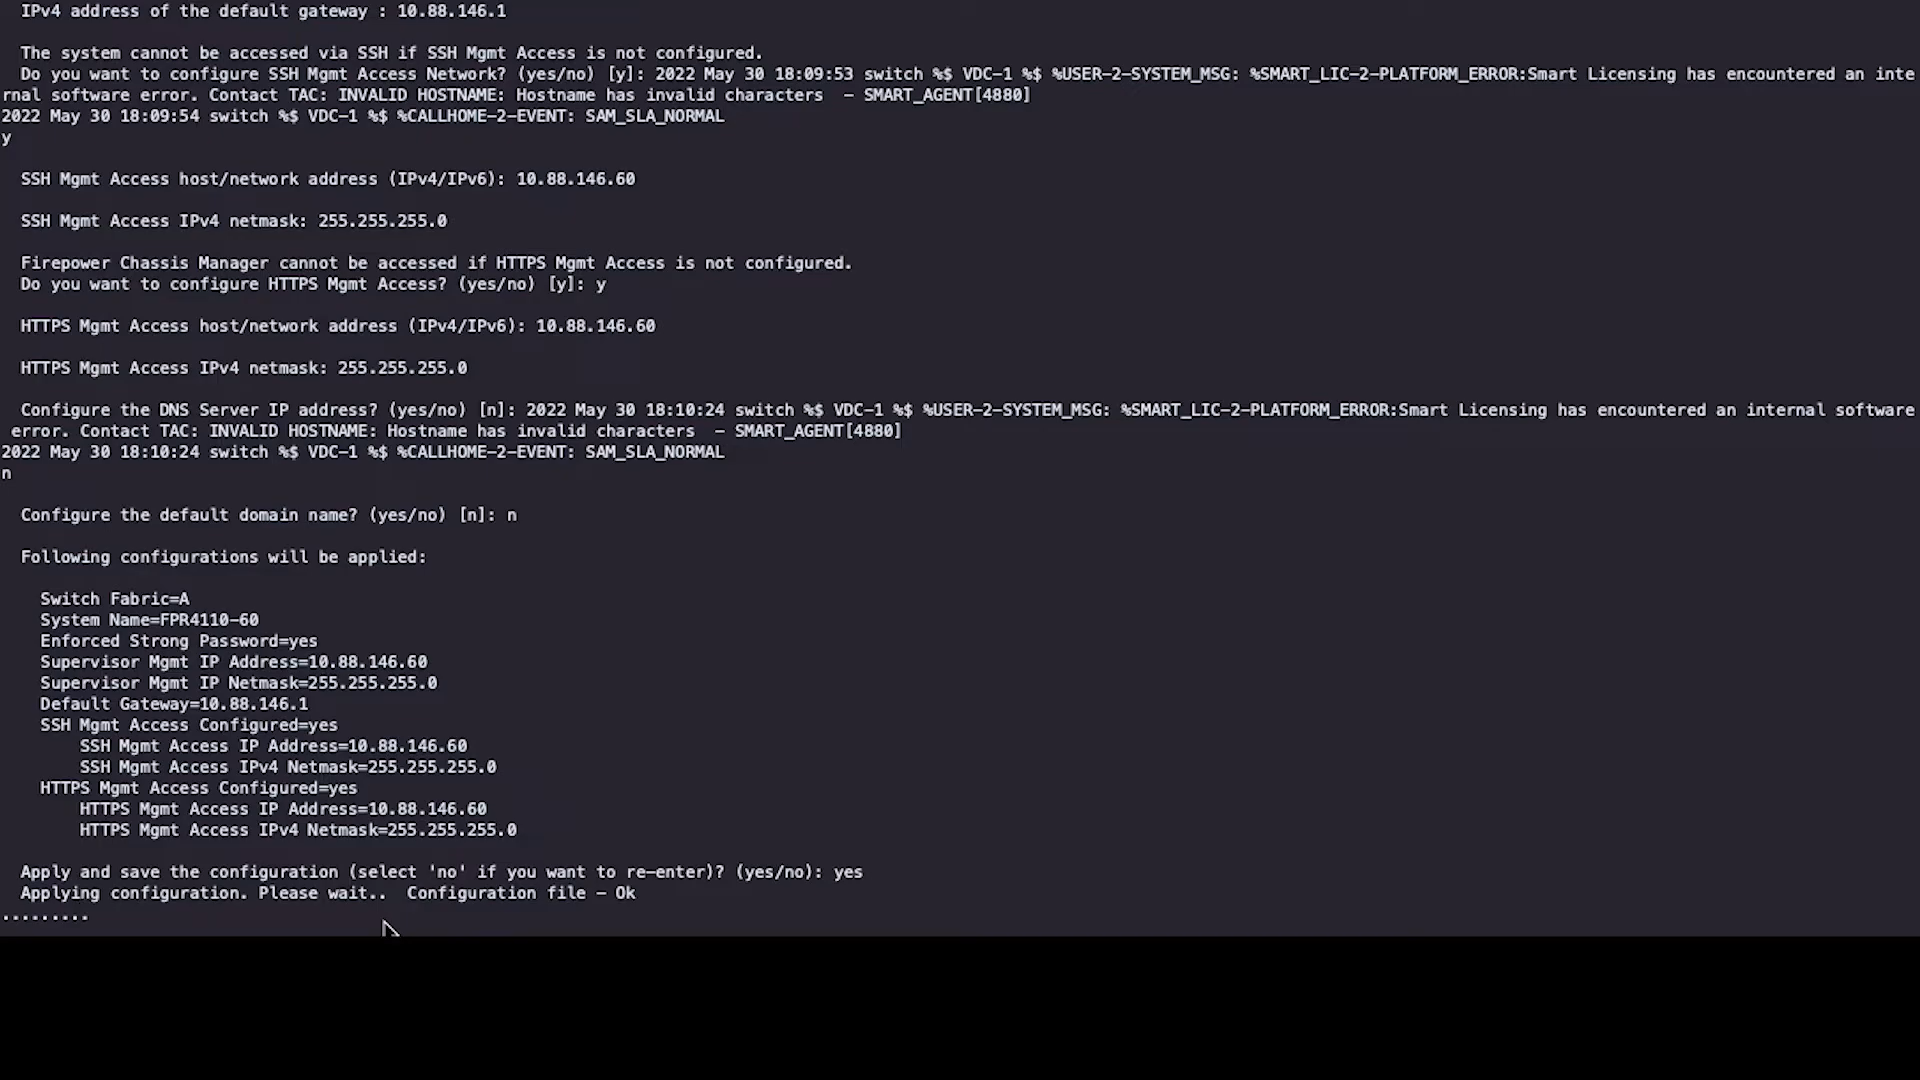 IPv4 address of the default gateway : 10.88.146.1
The system cannot be accessed via SSH if SSH Mgmt Access is not configured.
Do you want to configure SSH Mgmt Access Network? (yes/no) [y]: 2022 May 30 18:09:53 switch %$ VDC-1 %$ %USER-2-SYSTEM_MSG: %SMART_LIC-2-PLATFORM_ERROR:Smart Licensing has encountered an inte
rnal software error. Contact TAC: INVALID HOSTNAME: Hostname has invalid characters  - SMART_AGENT[4880]
2022 May 30 18:09:54 switch %$ VDC-1 %$ %CALLHOME-2-EVENT: SAM_SLA_NORMAL
y
SSH Mgmt Access host/network address (IPv4/IPv6): 10.88.146.60
SSH Mgmt Access IPv4 netmask: 255.255.255.0
Firepower Chassis Manager cannot be accessed if HTTPS Mgmt Access is not configured.
Do you want to configure HTTPS Mgmt Access? (yes/no) [y]: y
HTTPS Mgmt Access host/network address (IPv4/IPv6): 10.88.146.60
HTTPS Mgmt Access IPv4 netmask: 255.255.255.0
Configure the DNS Server IP address? (yes/no) [n]: 2022 May 30 18:10:24 switch %$ VDC-1 %$ %USER-2-SYSTEM_MSG: %SMART_LIC-2-PLATFORM_ERROR:Smart Licensing has encountered an internal software
error. Contact TAC: INVALID HOSTNAME: Hostname has invalid characters  - SMART_AGENT[4880]
2022 May 30 18:10:24 switch %$ VDC-1 %$ %CALLHOME-2-EVENT: SAM_SLA_NORMAL
n
Configure the default domain name? (yes/no) [n]: n
Following configurations will be applied:
Switch Fabric=A
System Name=FPR4110-60
Enforced Strong Password=yes
Supervisor Mgmt IP Address=10.88.146.60
Supervisor Mgmt IP Netmask=255.255.255.0
Default Gateway=10.88.146.1
SSH Mgmt Access Configured=yes
SSH Mgmt Access IP Address=10.88.146.60
SSH Mgmt Access IPv4 Netmask=255.255.255.0
HTTPS Mgmt Access Configured=yes
HTTPS Mgmt Access IP Address=10.88.146.60
HTTPS Mgmt Access IPv4 Netmask=255.255.255.0
Apply and save the configuration (select 'no' if you want to re-enter)? (yes/no): yes
Applying configuration. Please wait..  Configuration file - Ok
.........